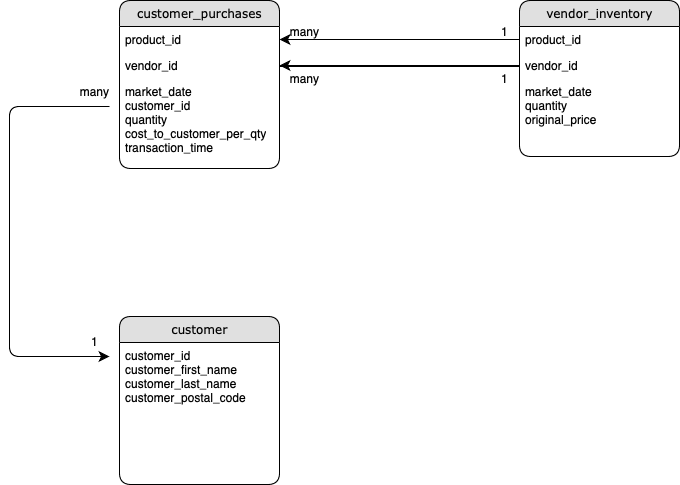 customer_purchases
product_id
vendor_id
market_date
customer_id
quantity
cost_to_customer_per_qty
transaction_time
many
1
many
1
vendor_inventory
product_id
vendor_id
market_date
quantity
original_price
many
1
customer
customer_id
customer_first_name
customer_last_name
customer_postal_code